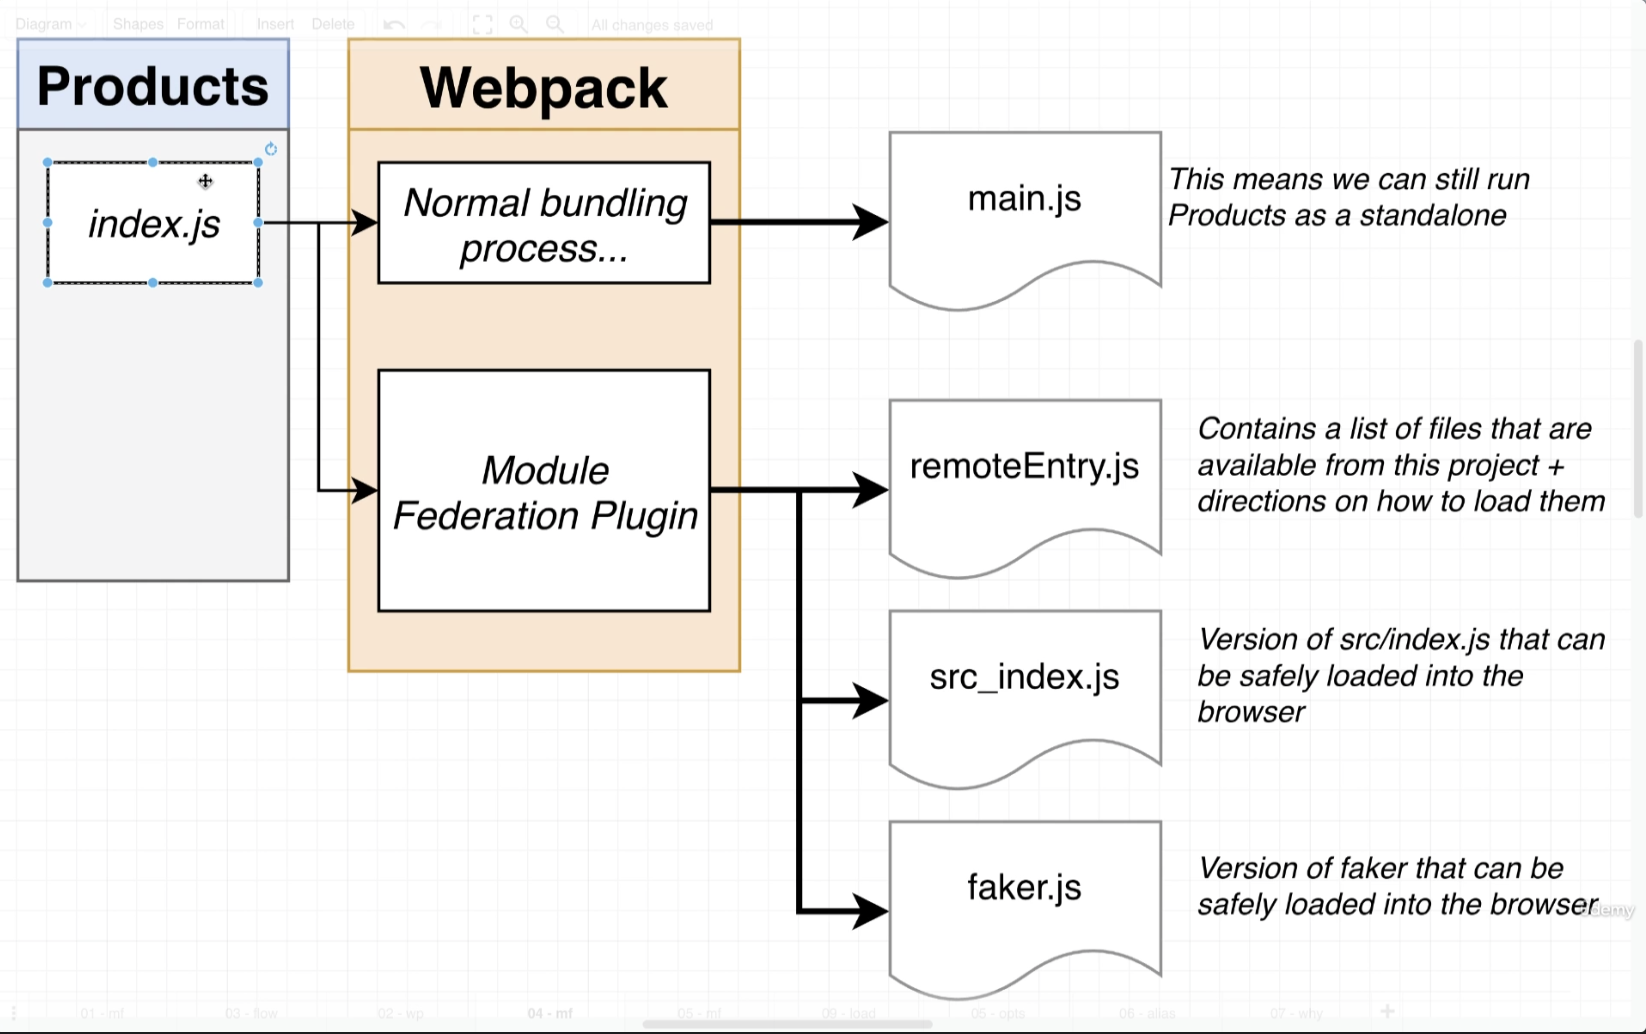 Diagram
Shapes
Format
Insert
Delete
All changes saved
Products
Webpack
index.js
Normal bundling
process...
main.js
This means we can still run
Products as a standalone
Module
Federation Plugin
remoteEntry.js
Contains a list of files that are
available from this project +
directions on how to load them
src_index.js
Version of src/index.js that can
be safely loaded into the
browser
faker.js
Version of faker that can be
safely loaded into the browser
01 - mf
03 - flow
02 - wp
04 - mf
05 - mf
09 - load
05 - opts
06 - alias
07 - why